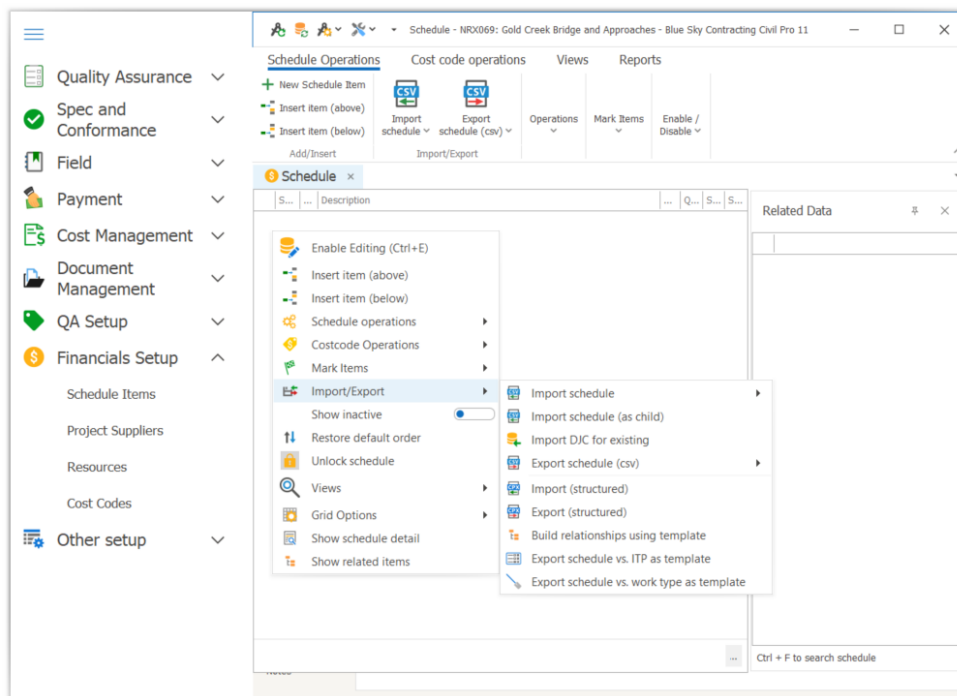 Quality Assurance
Spec and
Conformance
Field
Payment
Cost Management
Document
Management
QA Setup
Financials Setup
Schedule Items
Project Suppliers
Resources
Cost Codes
Other setup
Schedule - NRX069: Gold Creek Bridge and Approaches - Blue Sky Contracting Civil Pro 11
Schedule Operations Cost code operations Views Reports
New Schedule Item
Insert item (above)
Insert item (below)
Add/Insert
CSV
Import
schedule
CSV
Export
schedule (csv)
Import/Export
Operations
Mark Items
Enable /
Disable
Schedule ×
S... ... Description ... Q... S... S...
Enable Editing (Ctrl+E)
Insert item (above)
Insert item (below)
Schedule operations
Costcode Operations
Mark Items
Import/Export
Show inactive
Restore default order
Unlock schedule
Views
Grid Options
Show schedule detail
Show related items
Import schedule
Import schedule (as child)
Import DJC for existing
Export schedule (csv)
Import (structured)
Export (structured)
Build relationships using template
Export schedule vs. ITP as template
Export schedule vs. work type as template
Related Data
...
Ctrl + F to search schedule
Notes